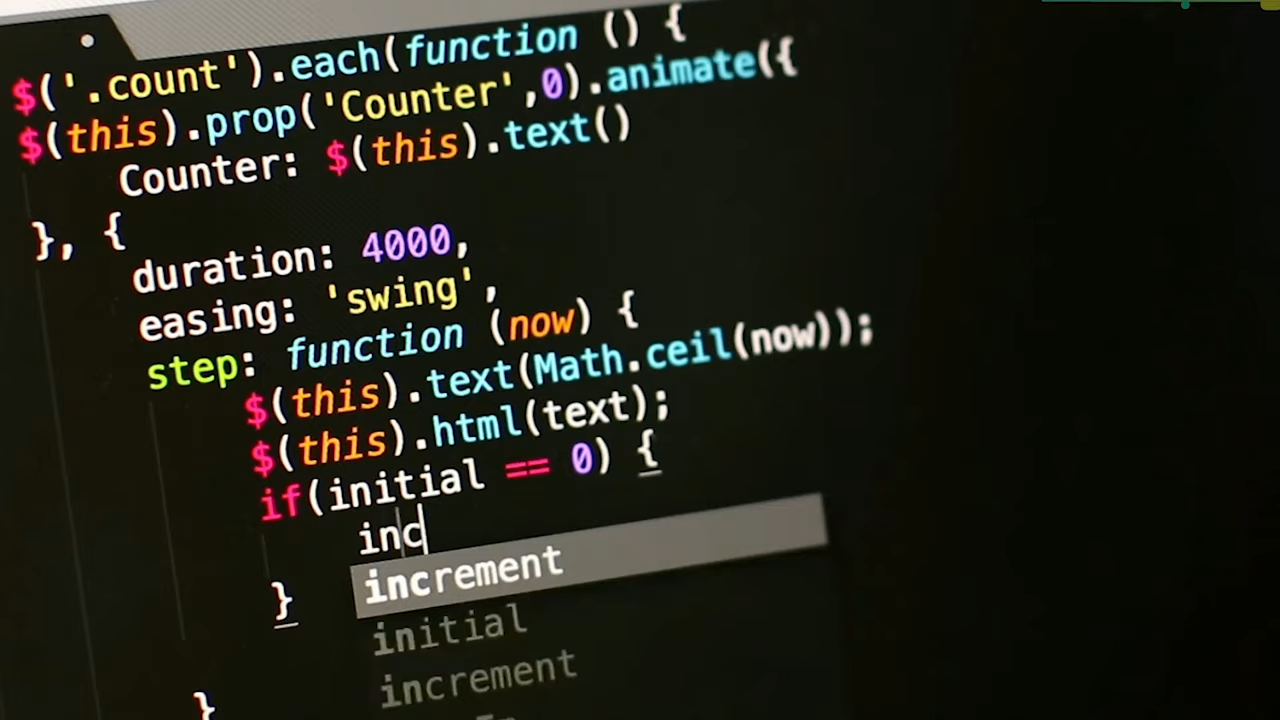 $('.count').each(function () {
$(this).prop('Counter',0).animate({
Counter: $(this).text()
}, {
duration: 4000,
easing: 'swing',
step: function (now) {
$(this).text(Math.ceil(now));
$(this).html(text);
if(initial == 0) {
inc
increment
}
initial
increment
}